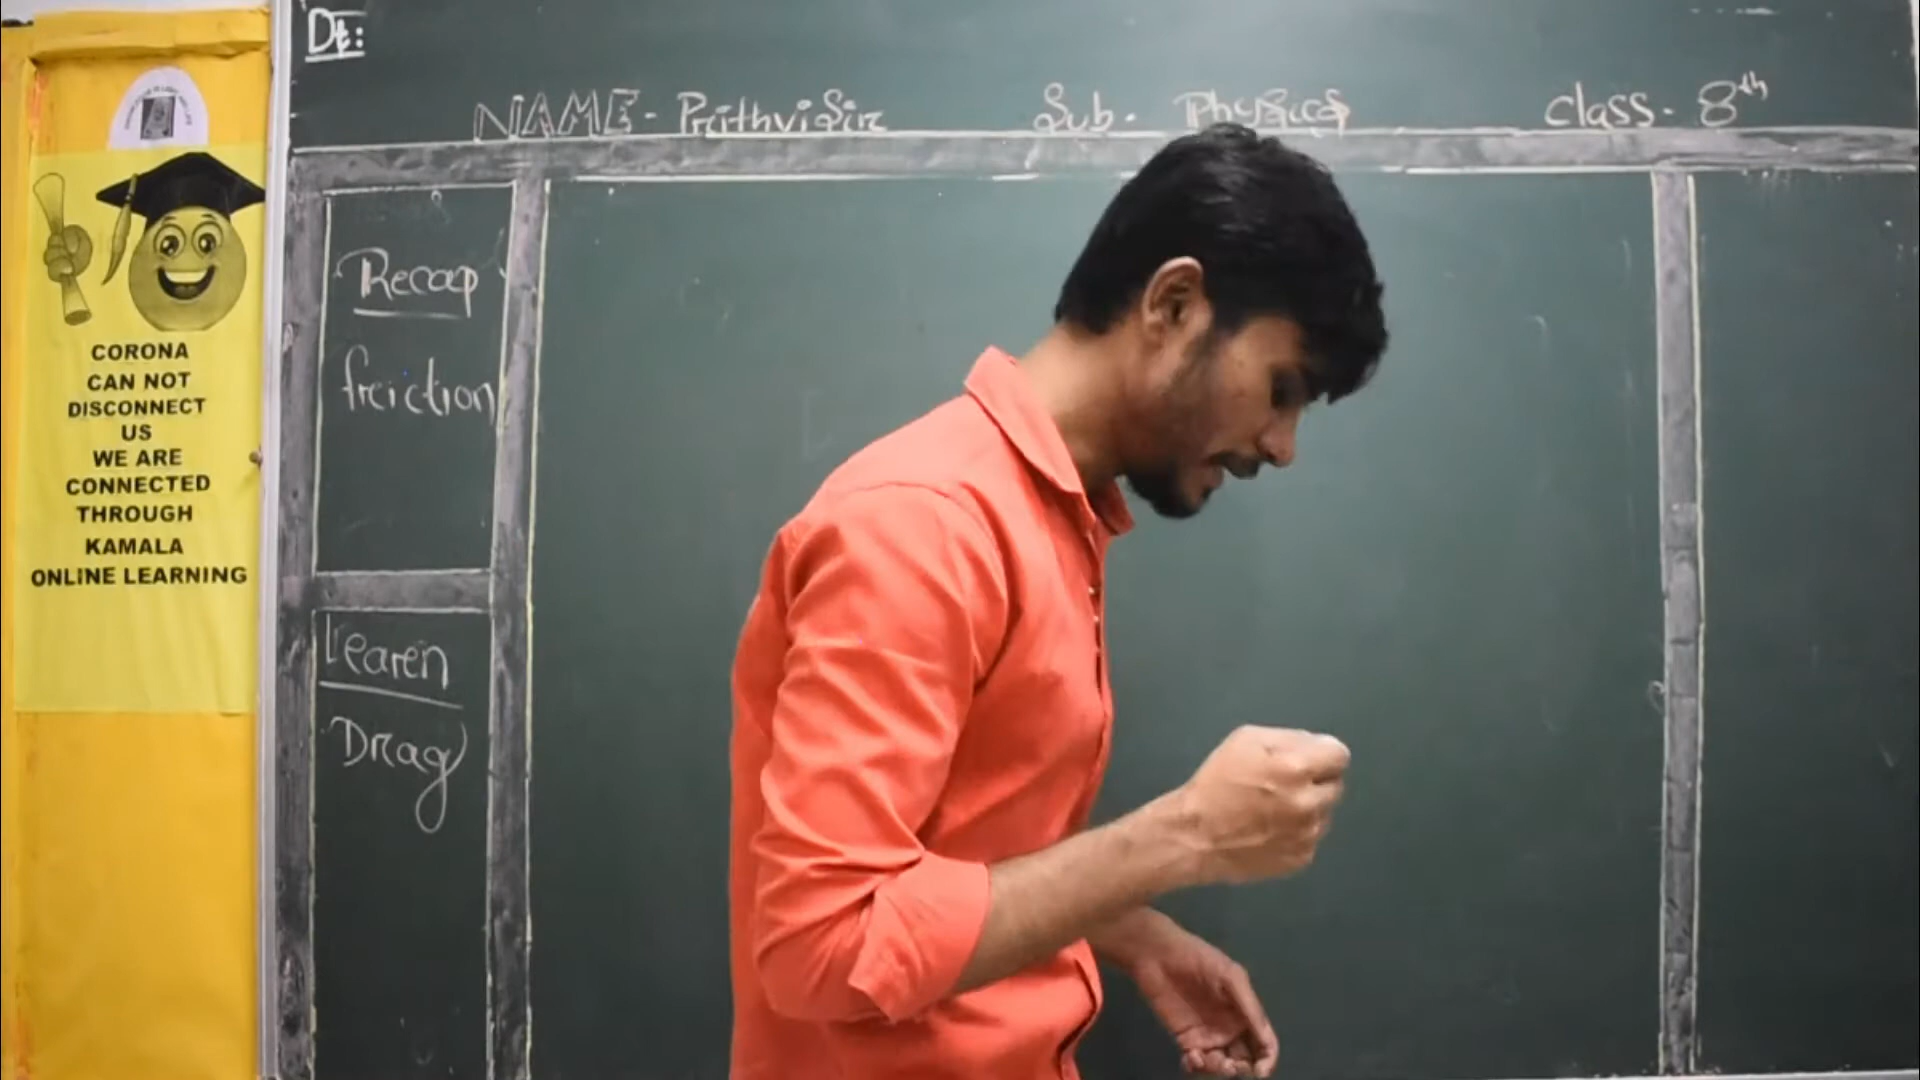 Dt:
NAME- Prithvi Sir Sub. Physics Class- 8th
Recap
friction
Learn
Drag
CORONA
CAN NOT
DISCONNECT
US
WE ARE
CONNECTED
THROUGH
KAMALA
ONLINE LEARNING